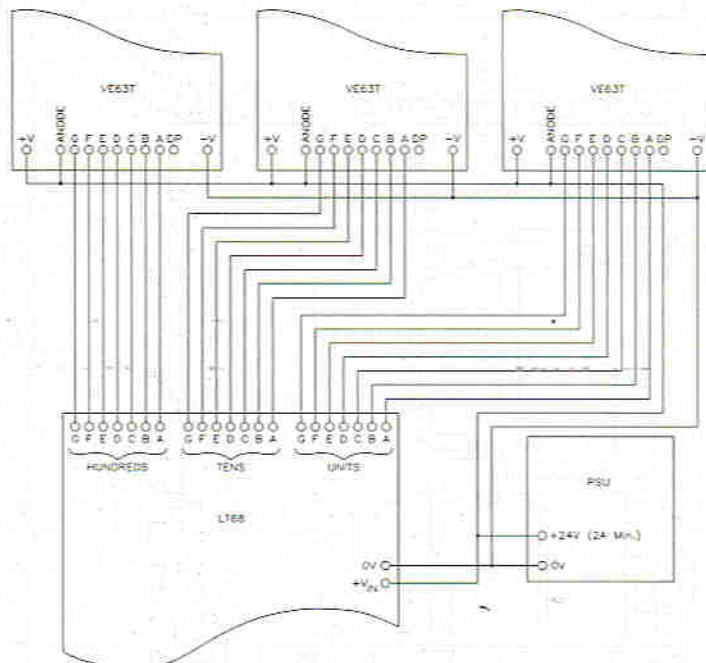 VE63T VE63T VE63T
+V ANODE G F E D C B A DP -V
+V ANODE G F E D C B A DP -V
+V ANODE G F E D C B A DP -V
G F E D C B A
G F E D C B A
G F E D C B A
HUNDREDS TENS UNITS
LT68
PSU
+24V (2A Min.)
0V
0V
+VIN